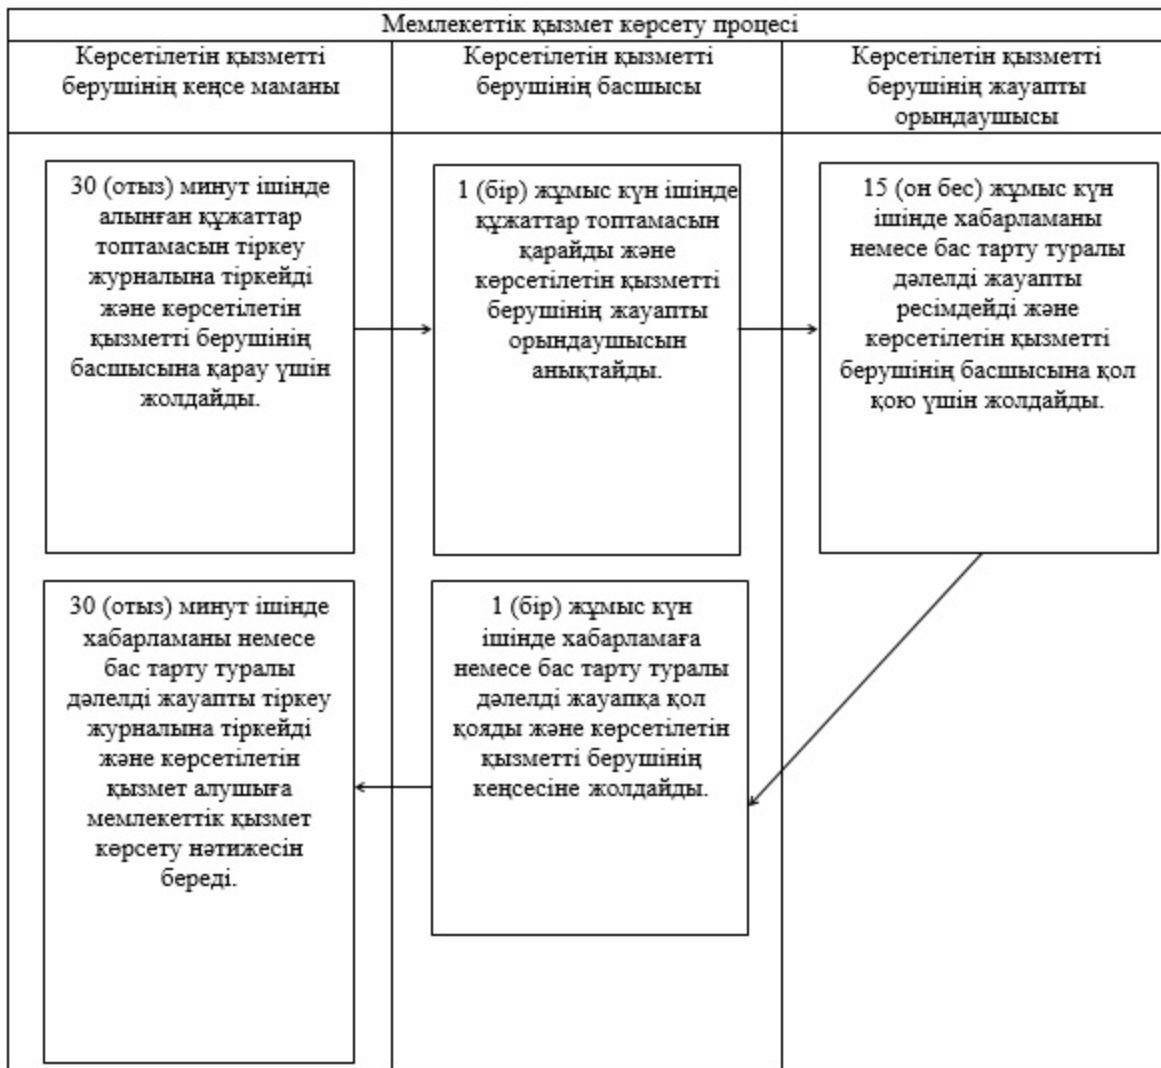 Мемлекеттік қызмет көрсету процесі
Көрсетілетін қызметті
берушінің кеңсе маманы
Көрсетілетін қызметті
берушінің басшысы
Көрсетілетін қызметті
берушінің жауапты
орындаушысы
30 (отыз) минут ішінде
алынған құжаттар
топтамасын тіркеу
журналына тіркейді
және көрсетілетін
қызметті берушінің
басшысына қарау үшін
жолдайды.
1 (бір) жұмыс күн ішінде
құжаттар топтамасын
қарайды және
көрсетілетін қызметті
берушінің жауапты
орындаушысын
анықтайды.
15 (он бес) жұмыс күн
ішінде хабарламаны
немесе бас тарту туралы
дәлелді жауапты
ресімдейді және
көрсетілетін қызметті
берушінің басшысына қол
қою үшін жолдайды.
30 (отыз) минут ішінде
хабарламаны немесе
бас тарту туралы
дәлелді жауапты тіркеу
журналына тіркейді
және көрсетілетін
қызмет алушыға
мемлекеттік қызмет
көрсету нәтижесін
береді.
1 (бір) жұмыс күн
ішінде хабарламаға
немесе бас тарту туралы
дәлелді жауапқа қол
қояды және көрсетілетін
қызметті берушінің
кеңсесіне жолдайды.